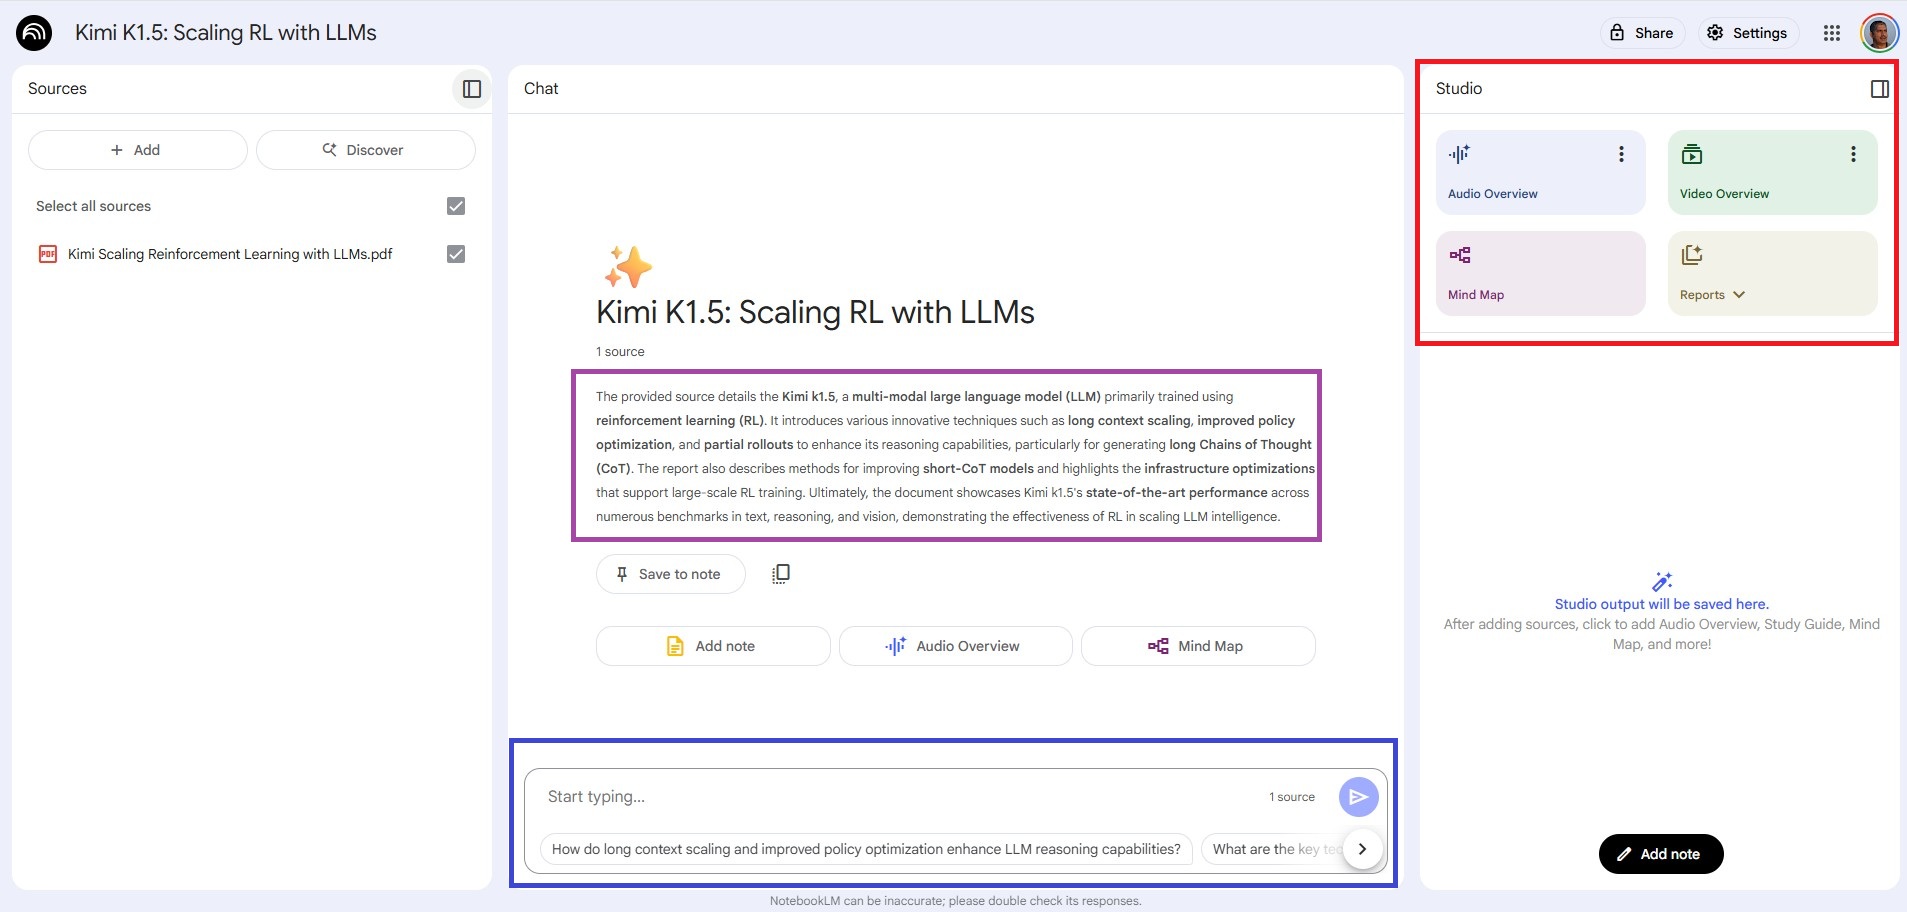 Kimi K1.5: Scaling RL with LLMs
Share
Settings
Sources
Add
Discover
Select all sources
PDF
Kimi Scaling Reinforcement Learning with LLMs.pdf
Chat
Kimi K1.5: Scaling RL with LLMs
1 source
The provided source details the Kimi k1.5, a multi-modal large language model (LLM) primarily trained using
reinforcement learning (RL). It introduces various innovative techniques such as long context scaling, improved policy
optimization, and partial rollouts to enhance its reasoning capabilities, particularly for generating long Chains of Thought
(CoT). The report also describes methods for improving short-CoT models and highlights the infrastructure optimizations
that support large-scale RL training. Ultimately, the document showcases Kimi k1.5's state-of-the-art performance across
numerous benchmarks in text, reasoning, and vision, demonstrating the effectiveness of RL in scaling LLM intelligence.
Save to note
Add note
Audio Overview
Mind Map
Start typing...
1 source
How do long context scaling and improved policy optimization enhance LLM reasoning capabilities?
What are the key
NotebookLM can be inaccurate; please double check its responses.
Studio
Audio Overview
Video Overview
Mind Map
Reports
Studio output will be saved here.
After adding sources, click to add Audio Overview, Study Guide, Mind
Map, and more!
Add note